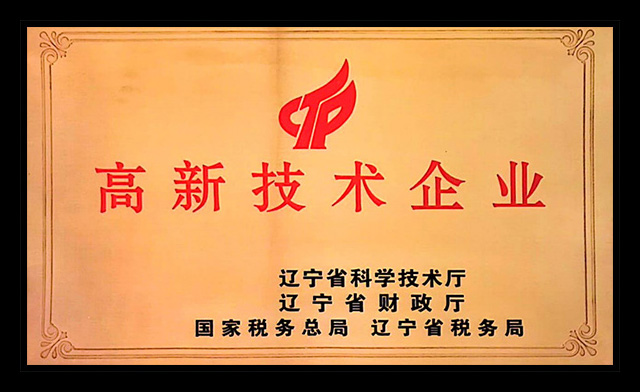 高新技术企业
辽宁省科学技术厅
辽宁省财政厅
国家税务总局 辽宁省税务局